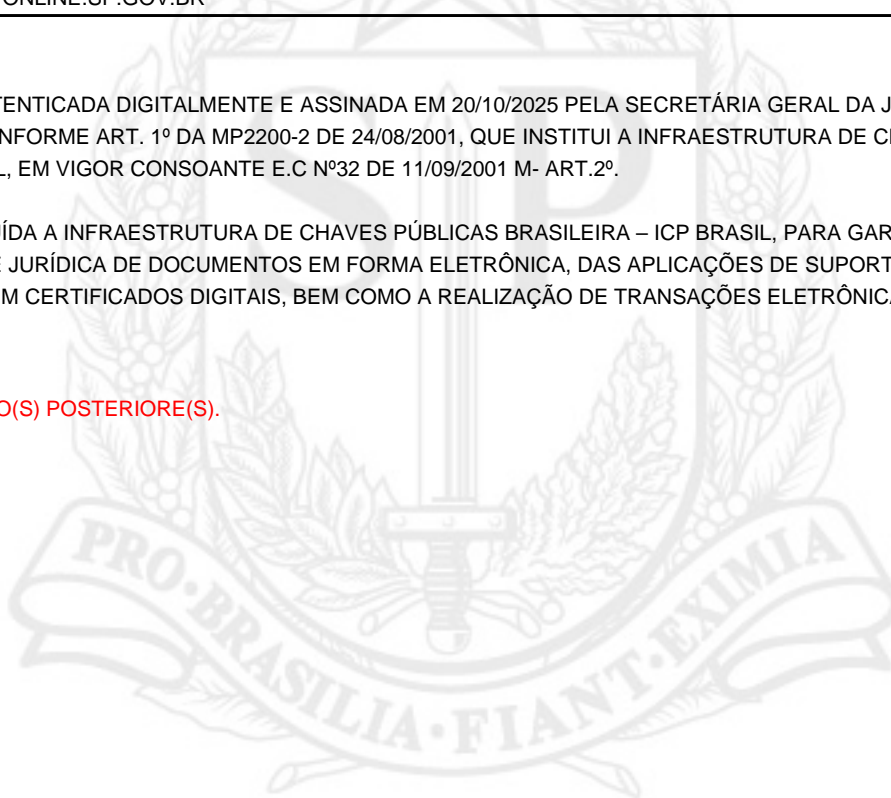 ONLINE.SP.GOV.BR
TENTICADA DIGITALMENTE E ASSINADA EM 20/10/2025 PELA SECRETÁRIA GERAL DA J
NFORME ART. 1º DA MP2200-2 DE 24/08/2001, QUE INSTITUI A INFRAESTRUTURA DE C
L, EM VIGOR CONSOANTE E.C Nº32 DE 11/09/2001 M- ART.2º.
UÍDA A INFRAESTRUTURA DE CHAVES PÚBLICAS BRASILEIRA – ICP BRASIL, PARA GAR
E JURÍDICA DE DOCUMENTOS EM FORMA ELETRÔNICA, DAS APLICAÇÕES DE SUPORT
M CERTIFICADOS DIGITAIS, BEM COMO A REALIZAÇÃO DE TRANSAÇÕES ELETRÔNICA
O(S) POSTERIORE(S).
SP
PRO·BRASILIA·FIANT·EXIMIA